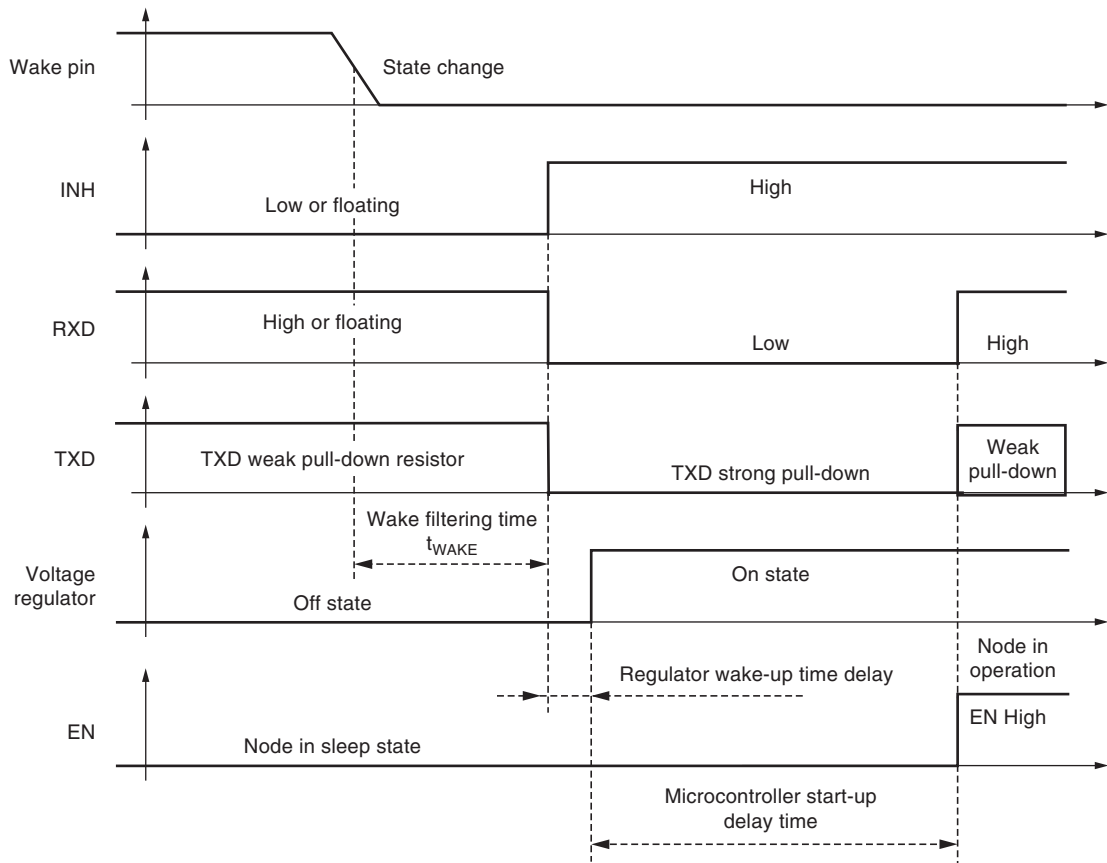 Wake pin
State change
INH
Low or floating
High
RXD
High or floating
Low
High
TXD
TXD weak pull-down resistor
TXD strong pull-down
Weak
pull-down
Wake filtering time
tWAKE
Voltage
regulator
Off state
On state
Node in
operation
Regulator wake-up time delay
EN
Node in sleep state
EN High
Microcontroller start-up
delay time